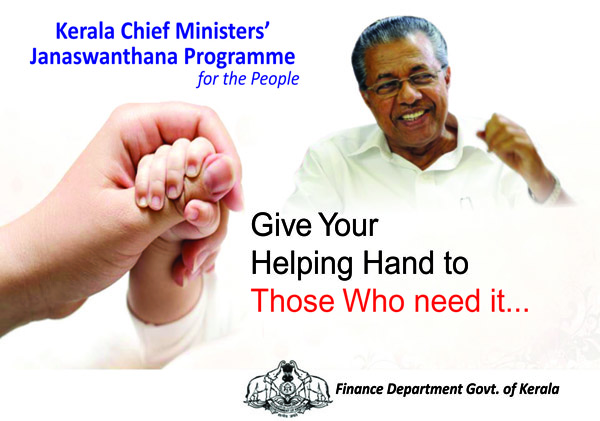 Kerala Chief Ministers’
Janaswanthana Programme
for the People
Give Your
Helping Hand to
Those Who need it...
Finance Department Govt. of Kerala